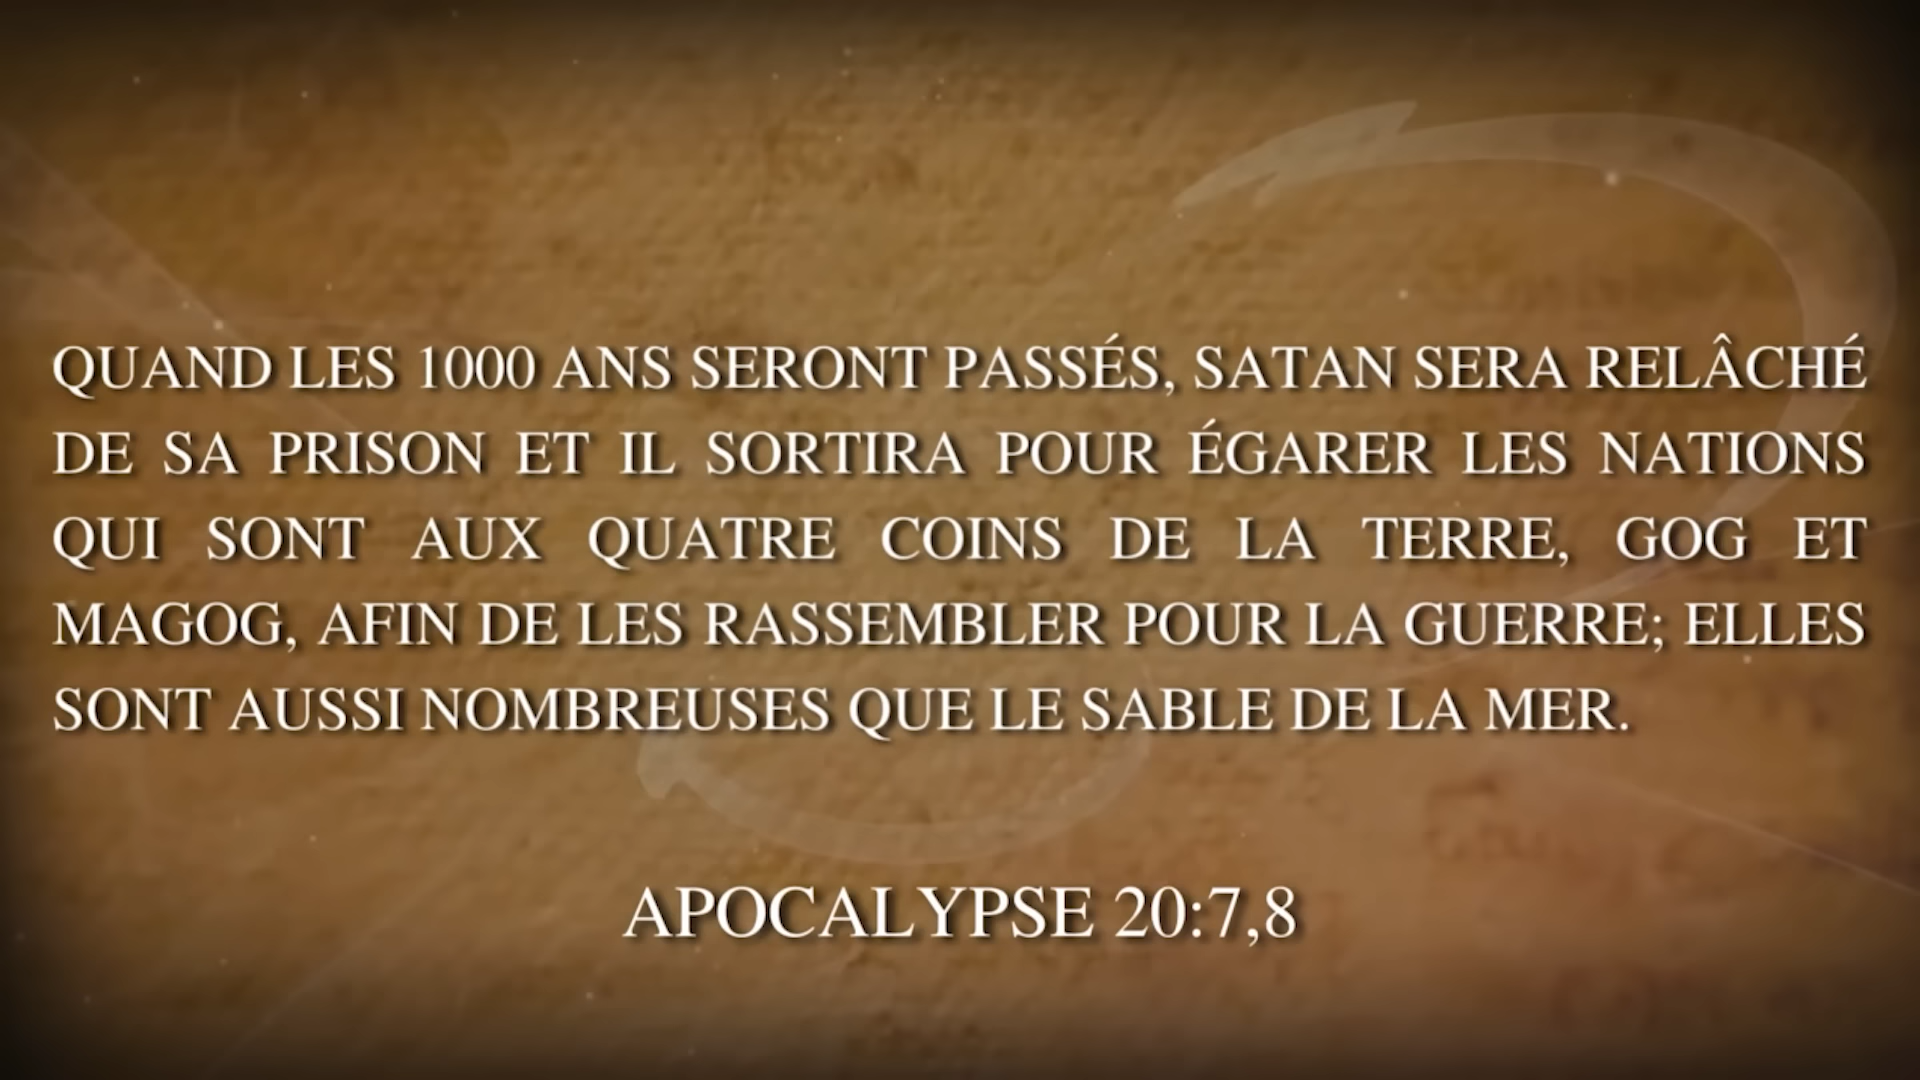 QUAND LES 1000 ANS SERONT PASSÉS, SATAN SERA RELÂCHÉ
DE SA PRISON ET IL SORTIRA POUR ÉGARER LES NATIONS
QUI SONT AUX QUATRE COINS DE LA TERRE, GOG ET
MAGOG, AFIN DE LES RASSEMBLER POUR LA GUERRE; ELLES
SONT AUSSI NOMBREUSES QUE LE SABLE DE LA MER.
APOCALYPSE 20:7,8